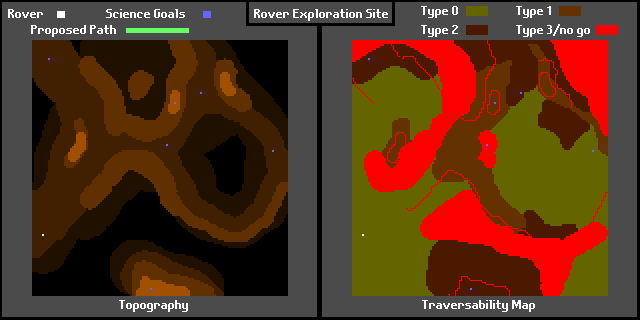 Rover Science Goals Rover Exploration Site Type 0 Type 1
Proposed Path Type 2 Type 3/no go
Topography Traversability Map